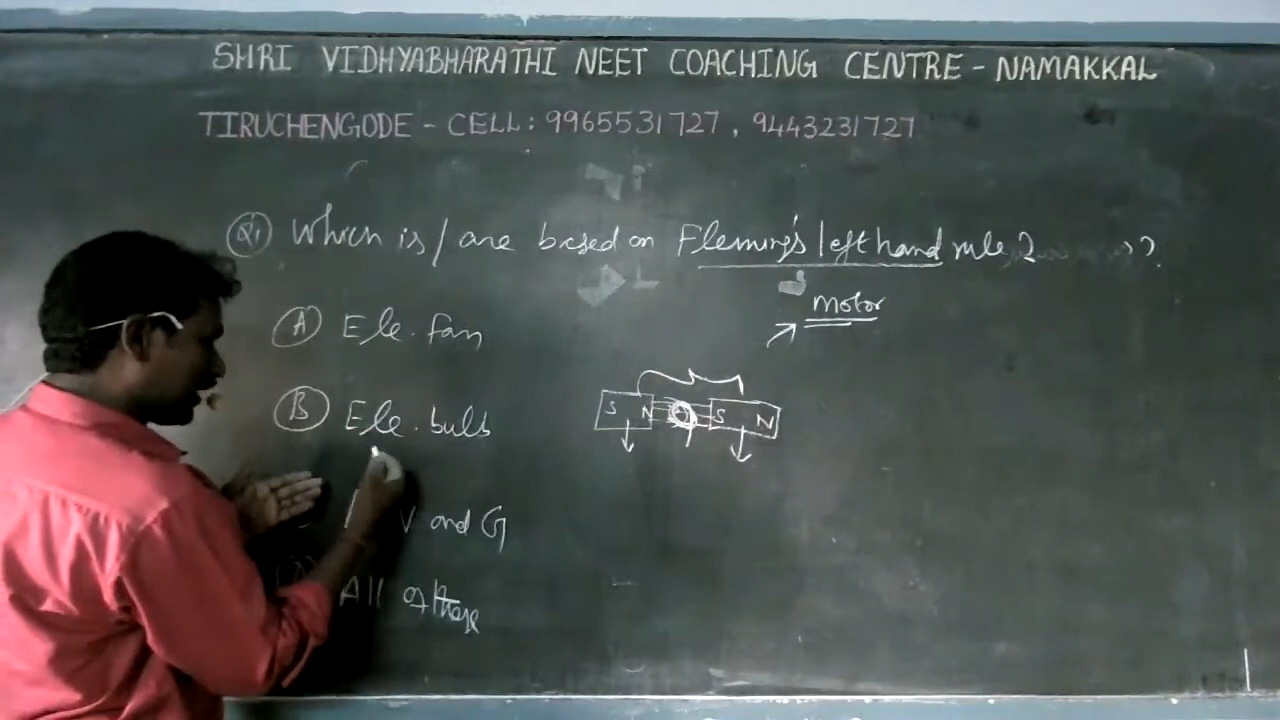 SHRI VIDHYABHARATHI NEET COACHING CENTRE - NAMAKKAL
TIRUCHENGODE - CELL: 9965531727, 9443231727
Q1 Which is / are based on Fleming's left hand rule?
Motor
A Ele. fan
S N S N
B Ele. bulb
V and G
All of these